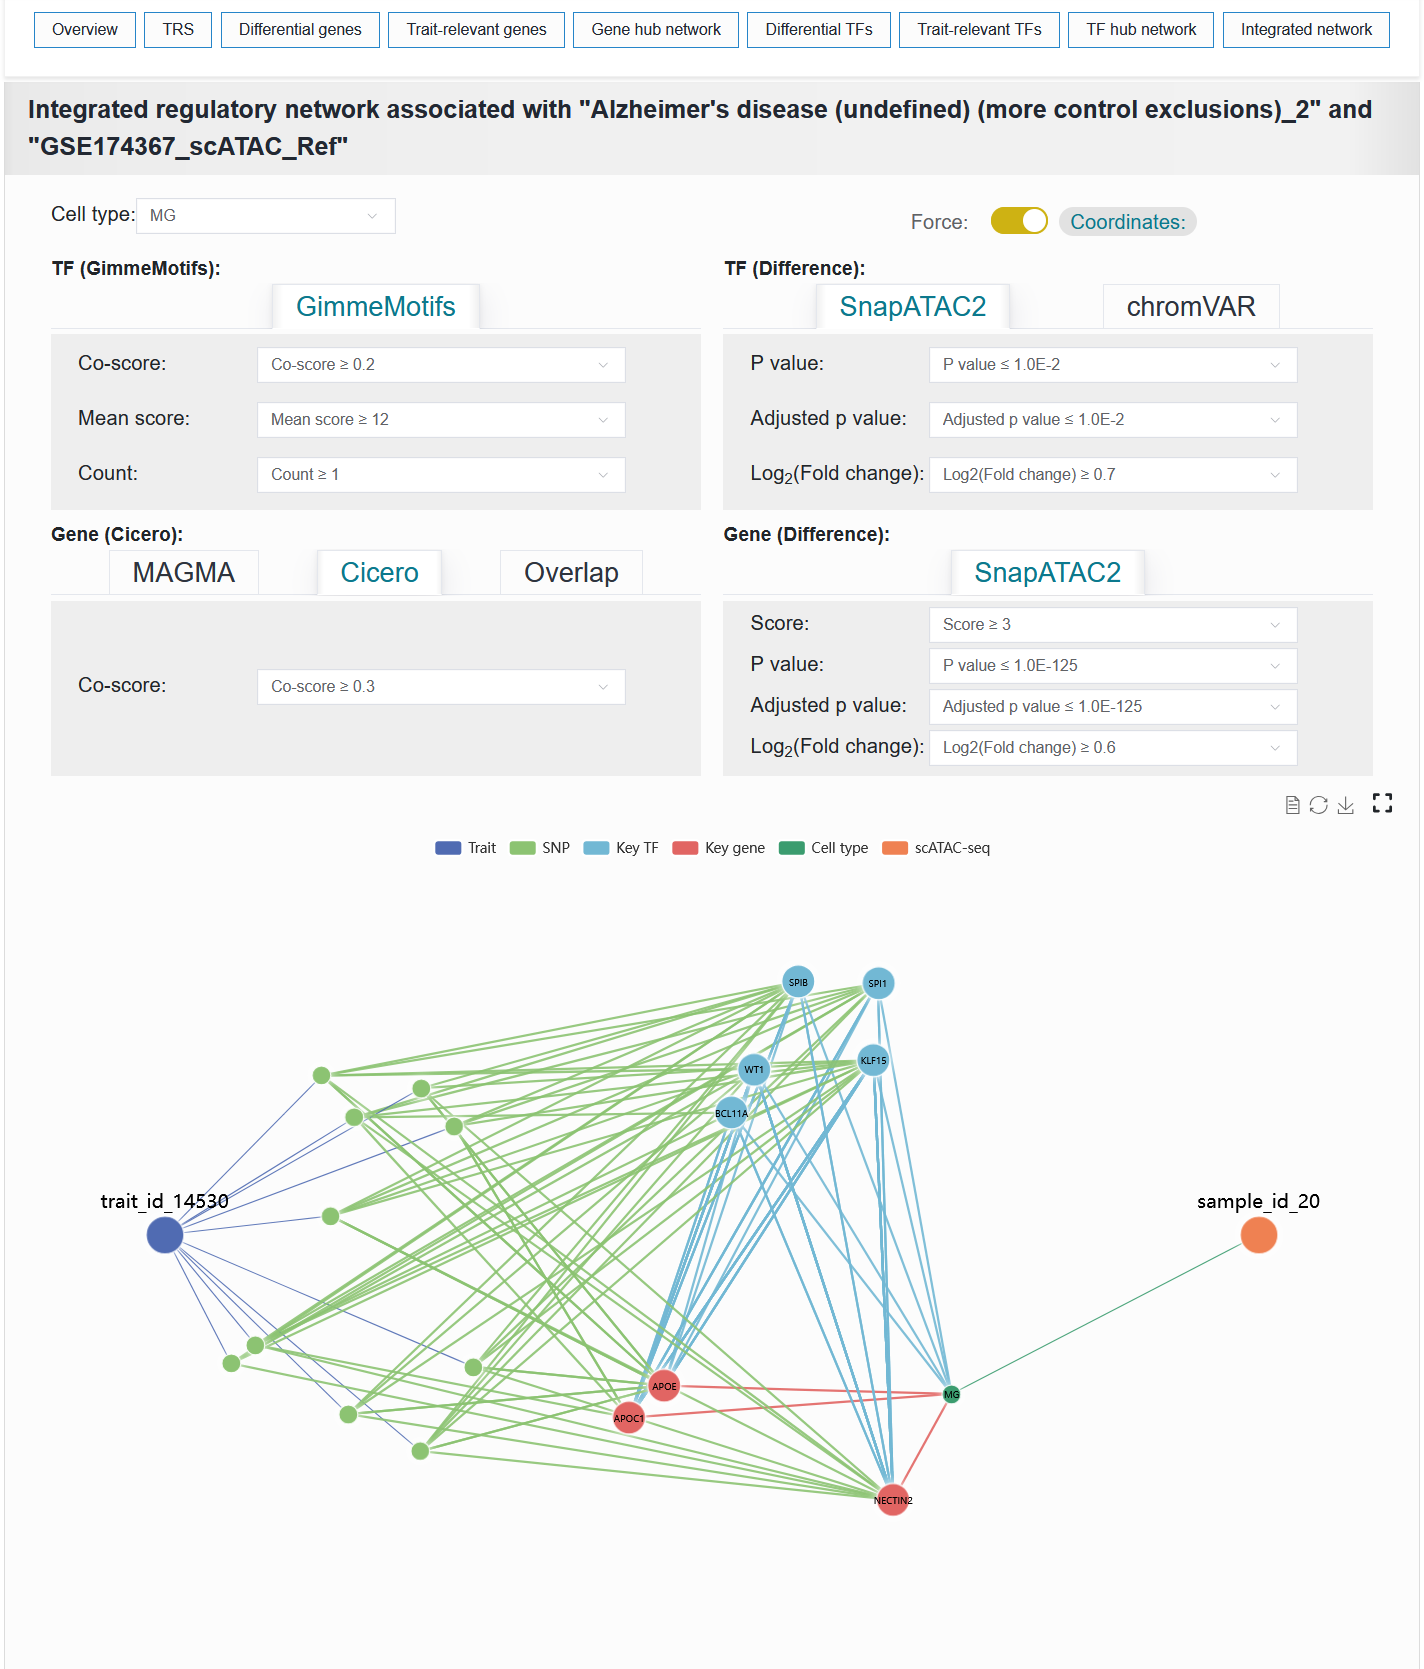 Overview TRS Differential genes Trait-relevant genes Gene hub network Differential TFs Trait-relevant TFs TF hub network Integrated network
Integrated regulatory network associated with "Alzheimer's disease (undefined) (more control exclusions)_2" and
"GSE174367_scATAC_Ref"
Cell type: MG Force: Coordinates:
TF (GimmeMotifs):
GimmeMotifs
Co-score: Co-score ≥ 0.2
Mean score: Mean score ≥ 12
Count: Count ≥ 1
TF (Difference):
SnapATAC2 chromVAR
P value: P value ≤ 1.0E-2
Adjusted p value: Adjusted p value ≤ 1.0E-2
Log2(Fold change): Log2(Fold change) ≥ 0.7
Gene (Cicero):
MAGMA Cicero Overlap
Co-score: Co-score ≥ 0.3
Gene (Difference):
SnapATAC2
Score: Score ≥ 3
P value: P value ≤ 1.0E-125
Adjusted p value: Adjusted p value ≤ 1.0E-125
Log2(Fold change): Log2(Fold change) ≥ 0.6
Trait SNP Key TF Key gene Cell type scATAC-seq
SPIB
SPI1
KLF15
WT1
BCL11A
trait_id_14530
sample_id_20
APOE
MG
APOC1
NECTIN2